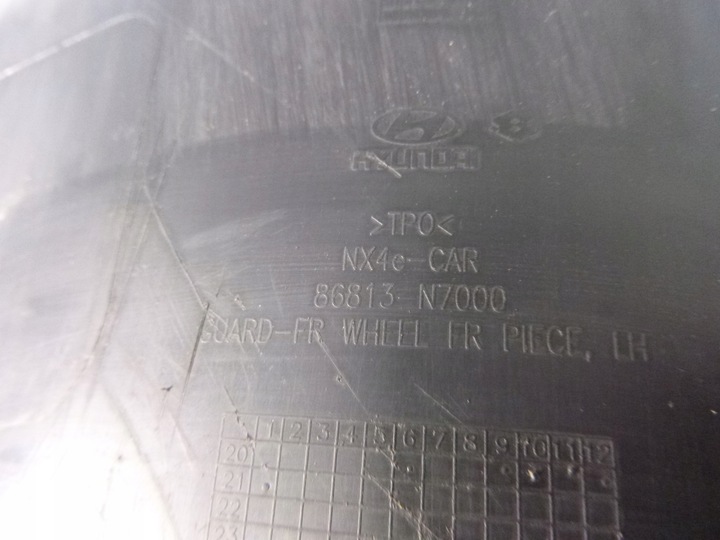 HYUNDAI
>TPO<
NX4e-CAR
86813-N7000
GUARD-FR WHEEL FR PIECE, LH
1 2 3 4 5 6 7 8 9 10 11 12
20
21
22
23